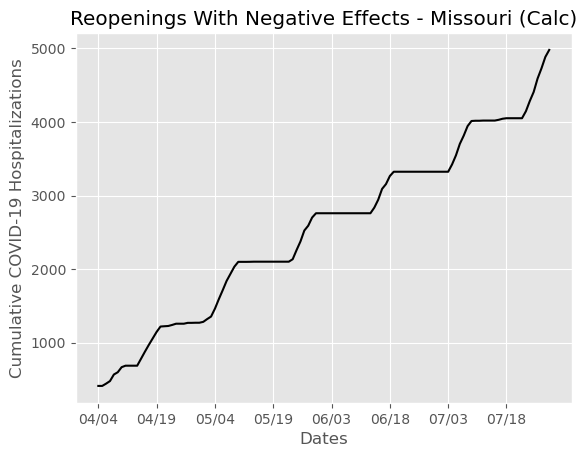 Reopenings With Negative Effects - Missouri (Calc)
Cumulative COVID-19 Hospitalizations
5000
4000
3000
2000
1000
04/04 04/19 05/04 05/19 06/03 06/18 07/03 07/18
Dates